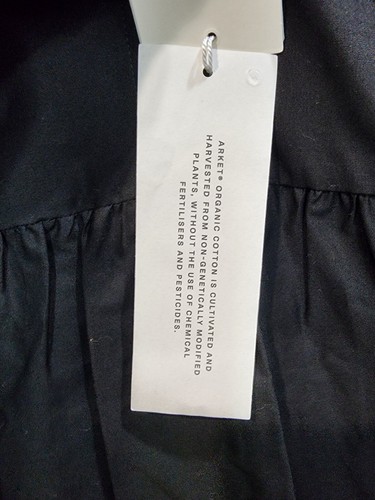 ARKET® ORGANIC COTTON IS CULTIVATED AND
HARVESTED FROM NON-GENETICALLY MODIFIED
PLANTS, WITHOUT THE USE OF CHEMICAL
FERTILISERS AND PESTICIDES.